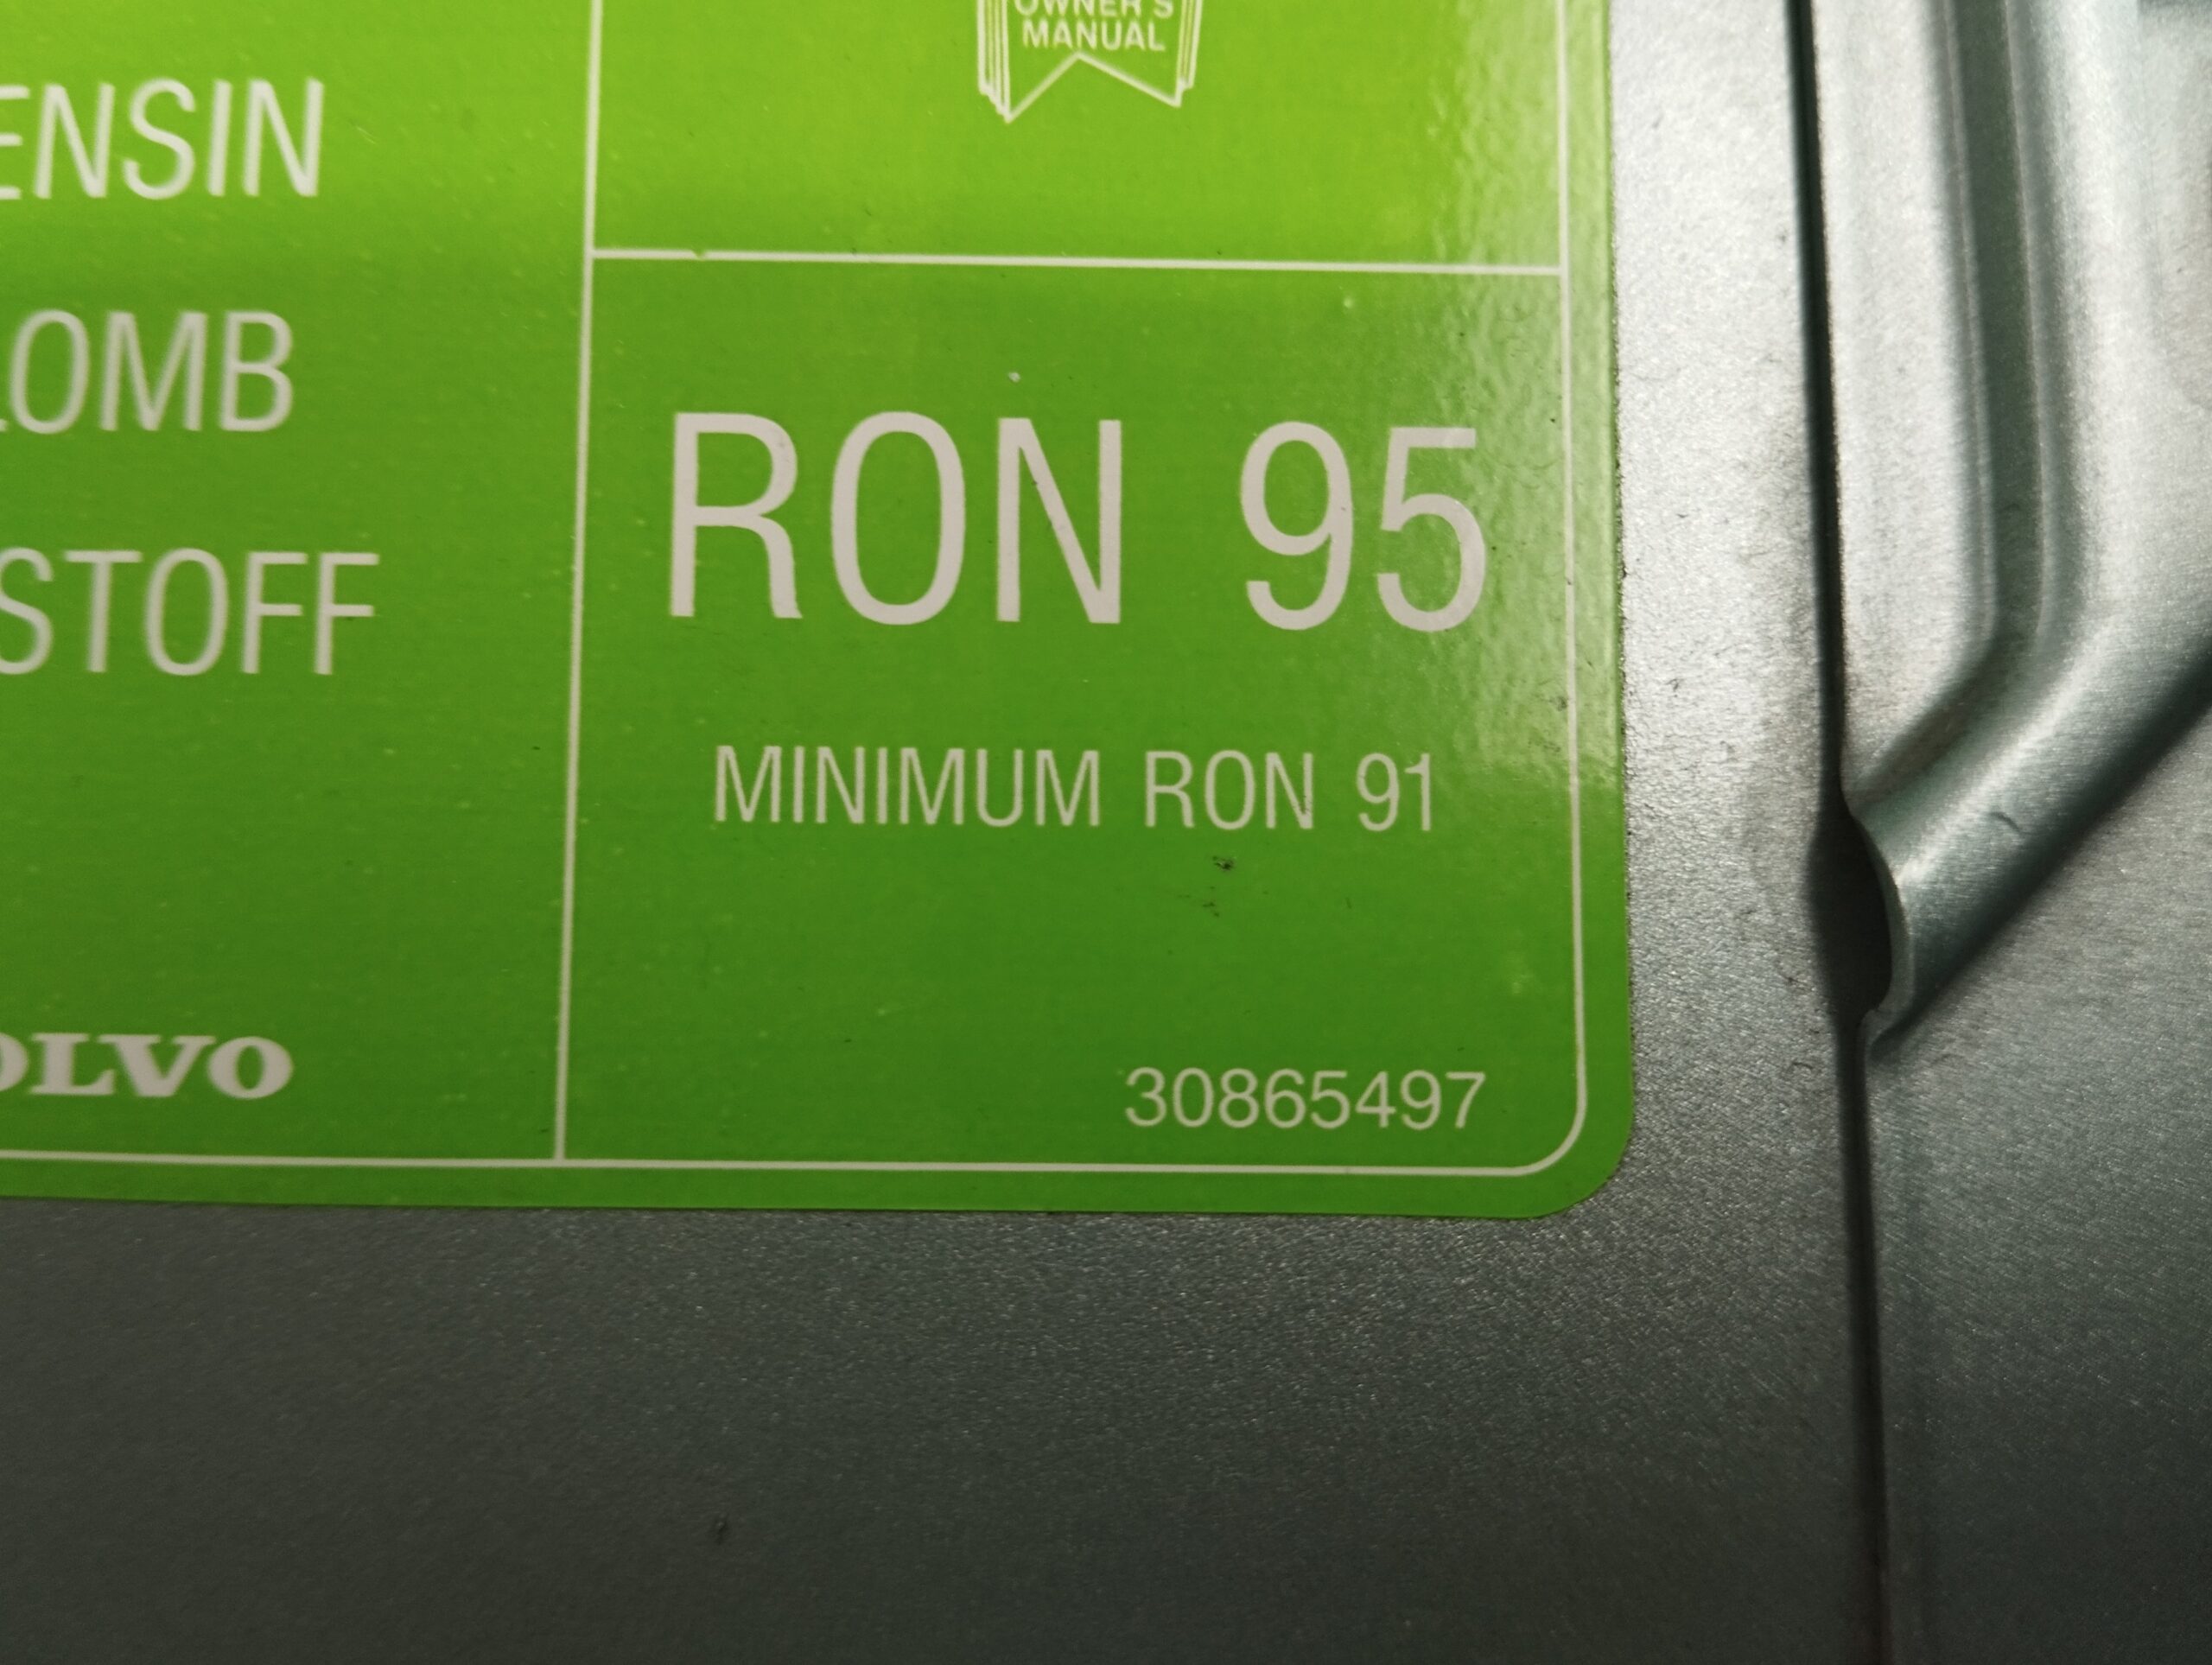 ENSIN
LOMB
STOFF
OLVO
OWNER'S
MANUAL
RON 95
MINIMUM RON 91
30865497